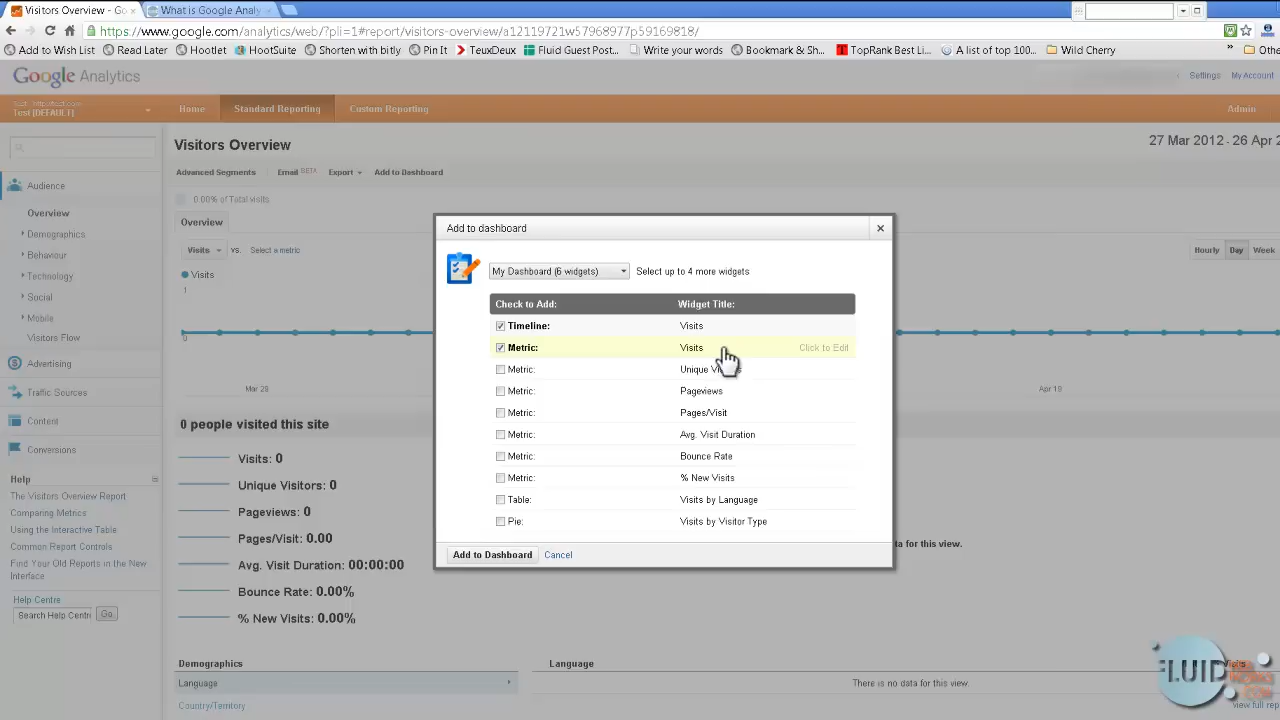 Visitors Overview - Go
What is Google Analy
https://www.google.com/analytics/web/?pli=1#report/visitors-overview/a12119721w57968977p59169818/
Add to Wish List
Read Later
Hootlet
HootSuite
Shorten with bitly
Pin It
TeuxDeux
Fluid Guest Post...
Write your words
Bookmark & Sh...
TopRank Best Li...
A list of top 100...
Wild Cherry
Othe
Google Analytics
Settings
My Account
Test [DEFAULT]
Home
Standard Reporting
Custom Reporting
Admin
Visitors Overview
27 Mar 2012 - 26 Apr 2
Advanced Segments
Email BETA
Export
Add to Dashboard
0.00% of Total visits
Overview
Visits
vs.
Select a metric
Hourly
Day
Week
Visits
1
0
Mar 28
Apr 19
Audience
Overview
Demographics
Behaviour
Technology
Social
Mobile
Visitors Flow
Advertising
Traffic Sources
Content
Conversions
Help
The Visitors Overview Report
Comparing Metrics
Using the Interactive Table
Common Report Controls
Find Your Old Reports in the New
Interface
Help Centre
Search Help Centr
Go
Add to dashboard
My Dashboard (6 widgets)
Select up to 4 more widgets
Check to Add: Widget Title:
Timeline: Visits
Metric: Visits Click to Edit
Metric: Unique
Metric: Pageviews
Metric: Pages/Visit
Metric: Avg. Visit Duration
Metric: Bounce Rate
Metric: % New Visits
Table: Visits by Language
Pie: Visits by Visitor Type
Add to Dashboard
Cancel
0 people visited this site
Visits: 0
Unique Visitors: 0
Pageviews: 0
Pages/Visit: 0.00
Avg. Visit Duration: 00:00:00
Bounce Rate: 0.00%
% New Visits: 0.00%
ta for this view.
Demographics
Language
Country/Territory
Language
Visits
There is no data for this view.
view full rep
FLUID